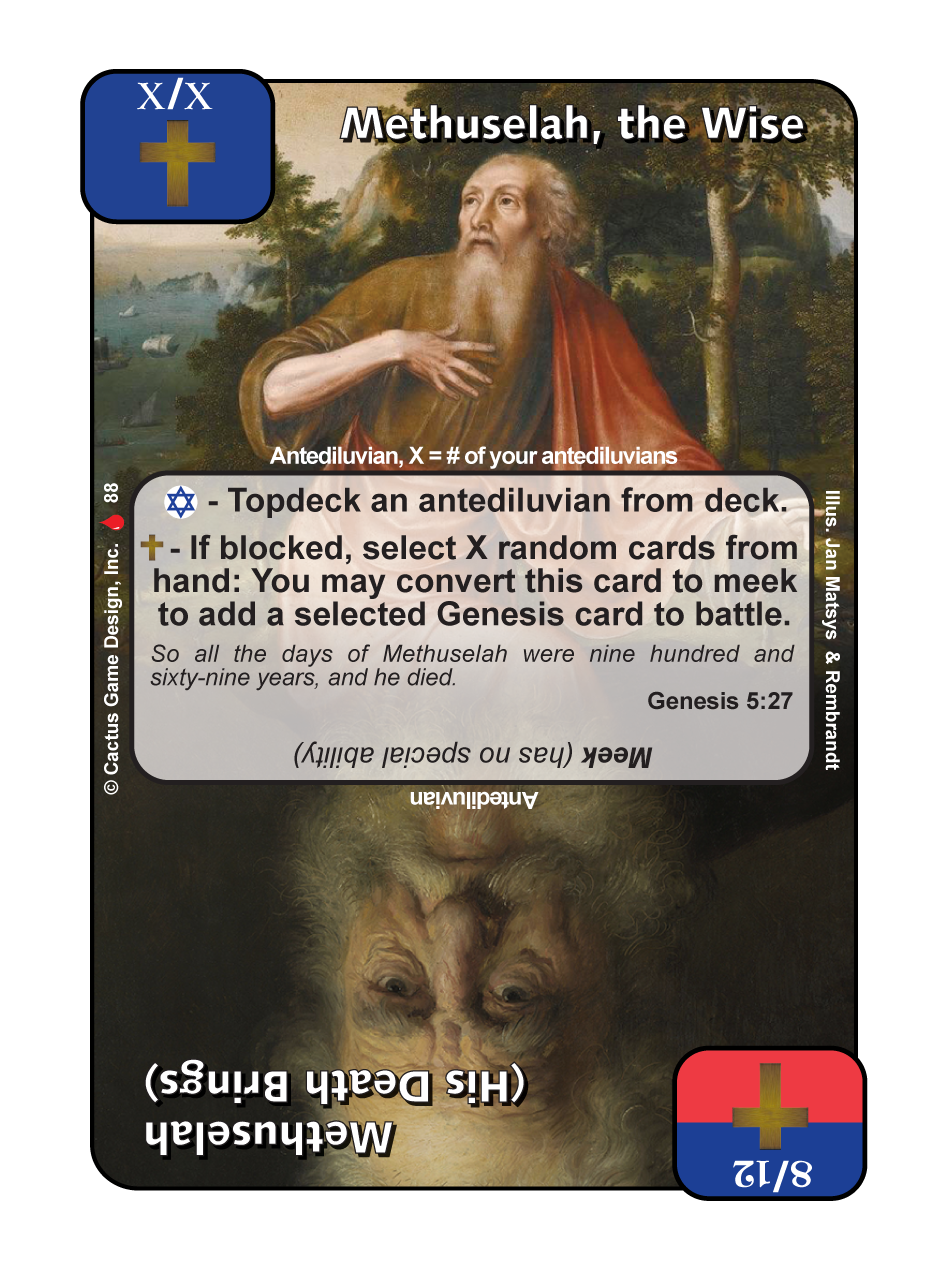 X/X
Methuselah, the Wise
Antediluvian, X = # of your antediluvians
- Topdeck an antediluvian from deck.
- If blocked, select X random cards from
hand: You may convert this card to meek
to add a selected Genesis card to battle.
So all the days of Methuselah were nine hundred and
sixty-nine years, and he died.
Genesis 5:27
© Cactus Game Design, Inc. 88
Illus. Jan Matsys & Rembrandt
Meek (has no special ability)
Antediluvian
Methuselah
(His Death Brings)
8/12